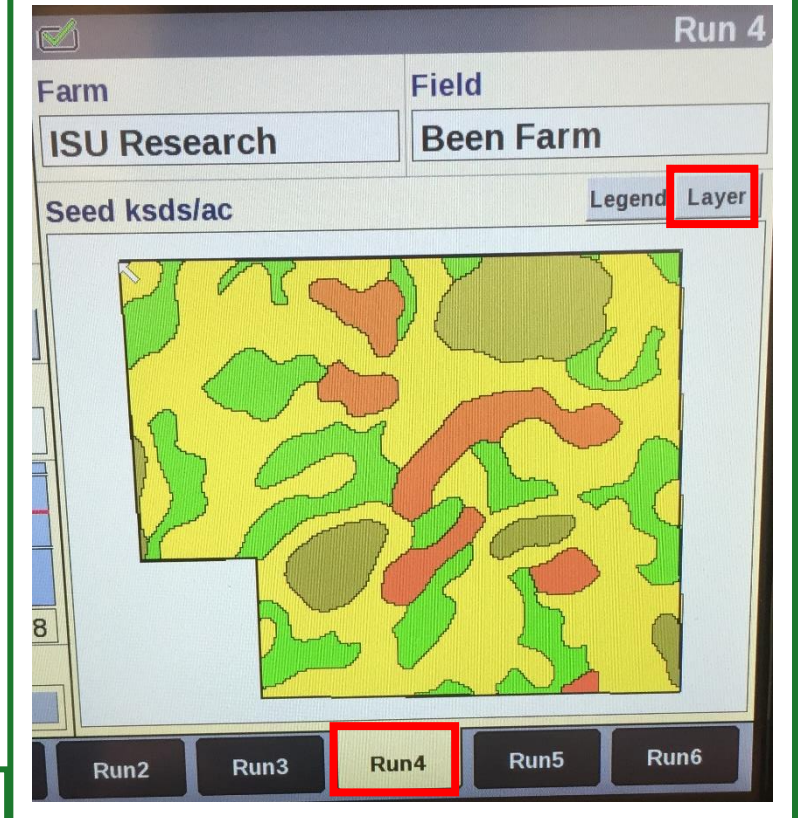 Run 4
Farm
Field
ISU Research
Been Farm
Seed ksds/ac
Legend
Layer
8
Run2
Run3
Run4
Run5
Run6